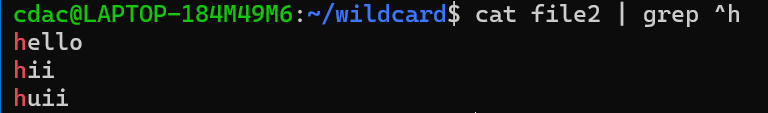 cdac@LAPTOP-184M49M6:~/wildcard$ cat file2 | grep ^h
hello
hii
huii